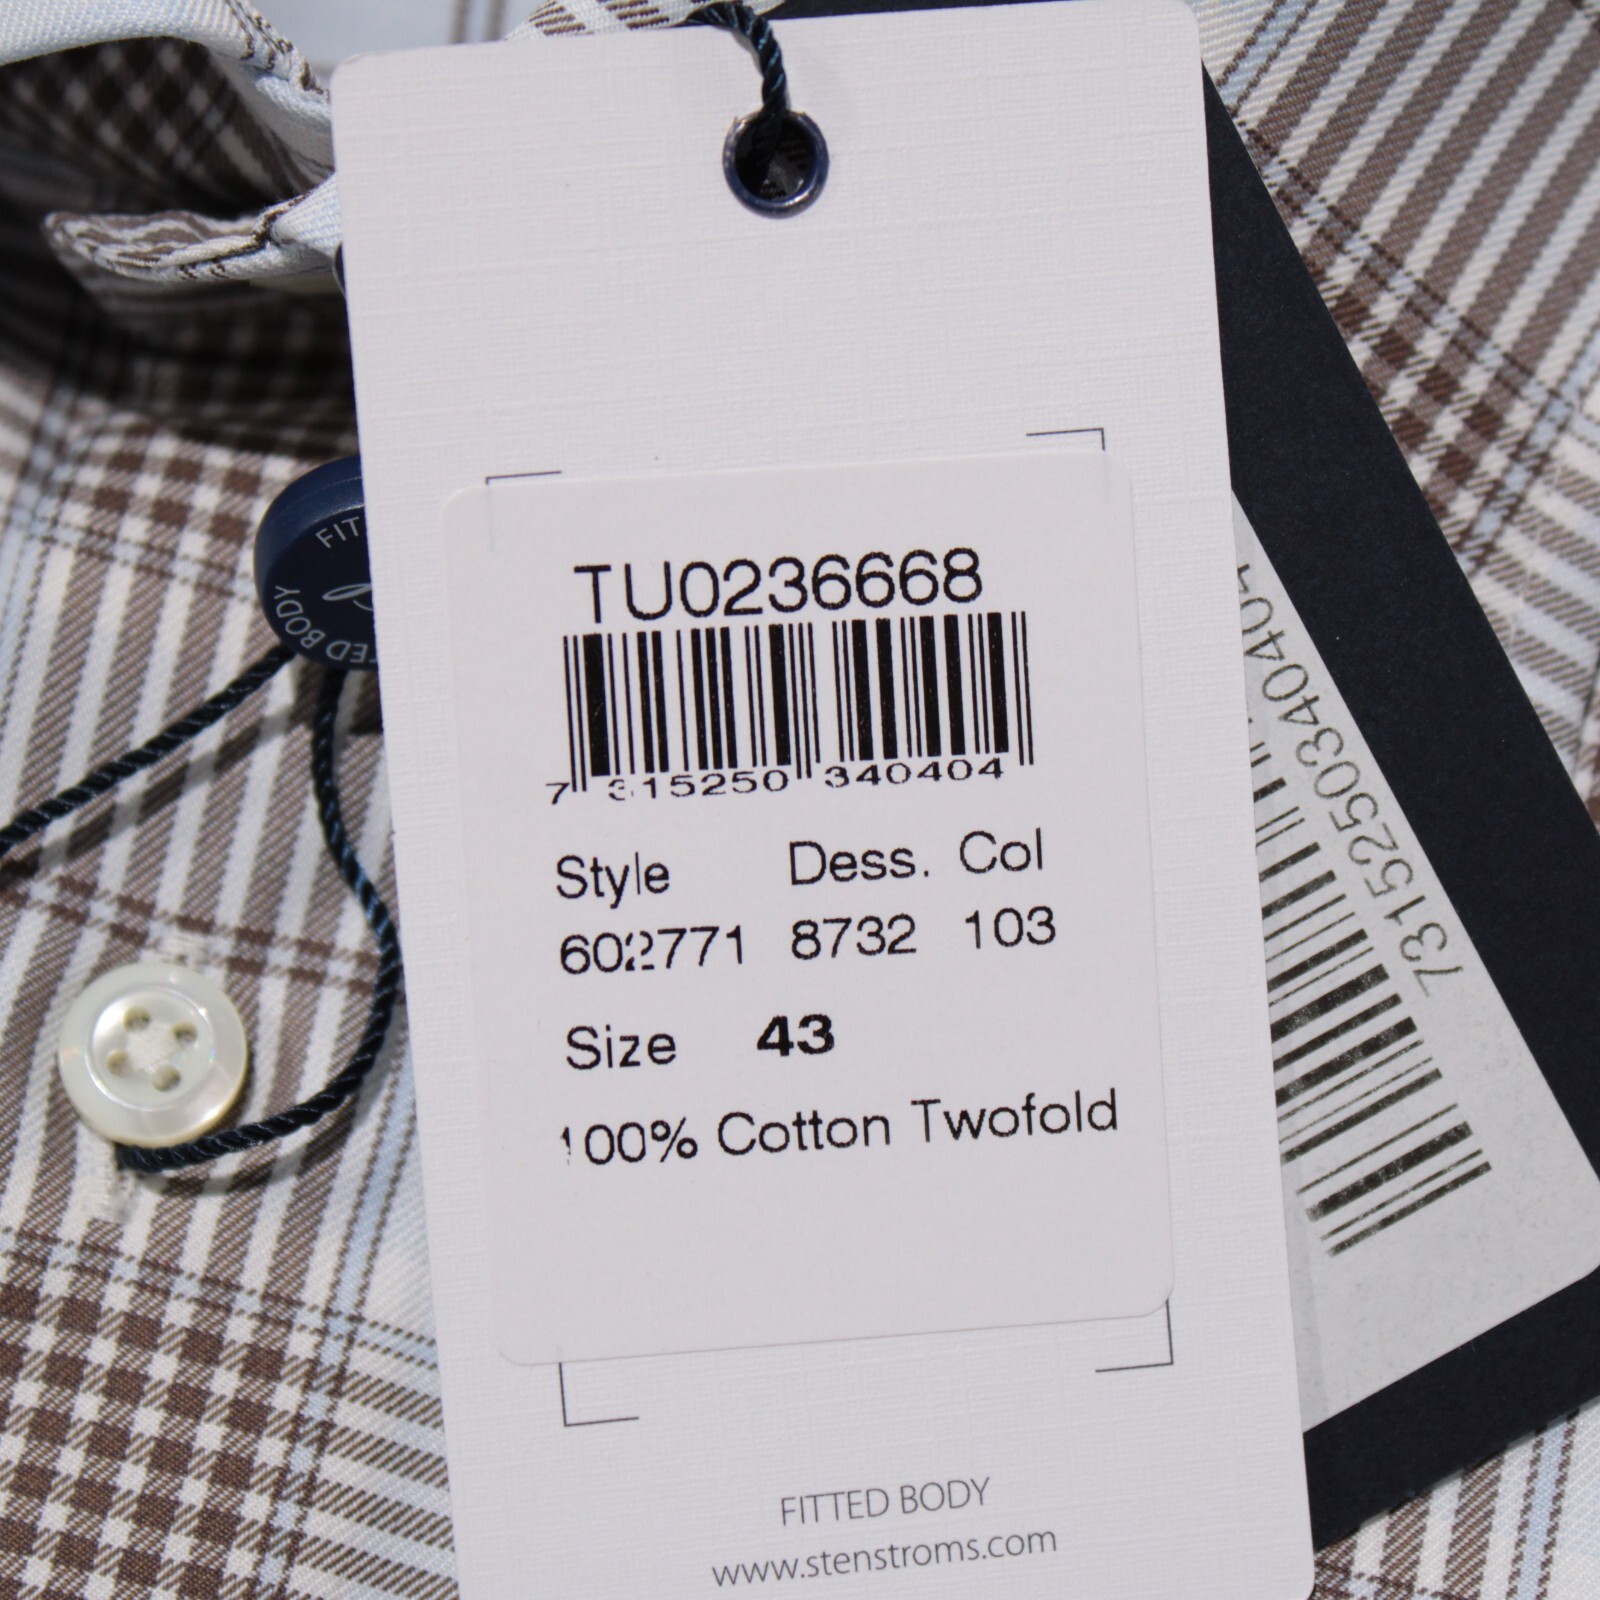 TU0236668
7 315250 340404
Style Dess. Col
602771 8732 103
Size 43
100% Cotton Twofold
FITTED BODY
www.stenstroms.com
FIT
FITTED BODY
7315250340404